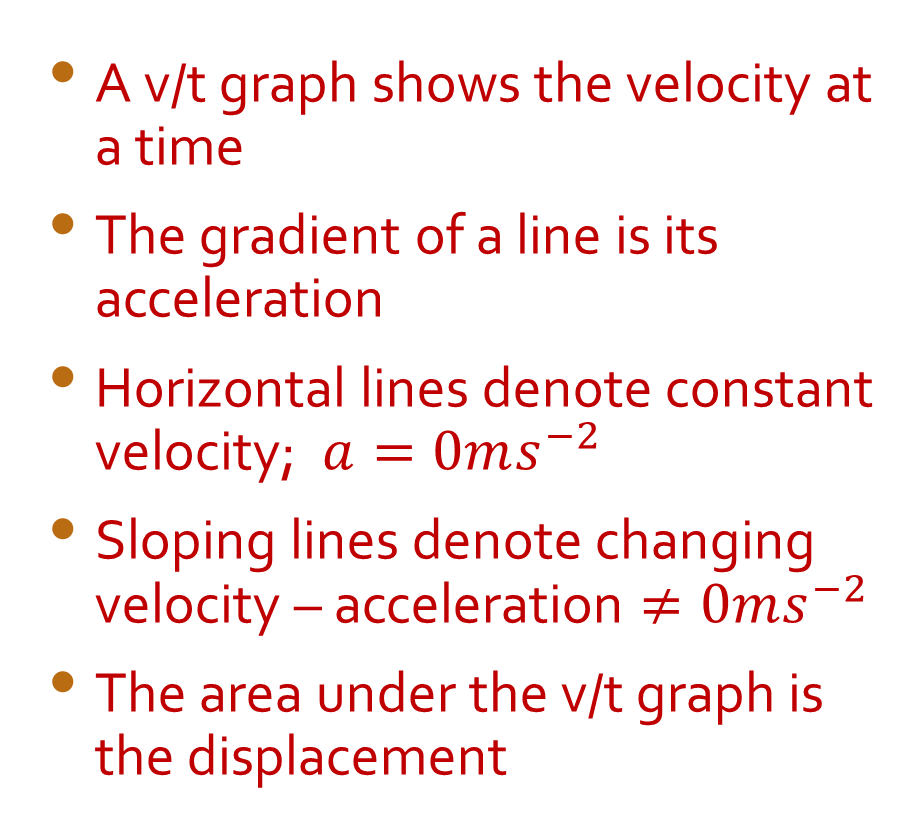 • A v/t graph shows the velocity at
a time
• The gradient of a line is its
acceleration
• Horizontal lines denote constant
velocity; a = 0ms⁻²
• Sloping lines denote changing
velocity – acceleration ≠ 0ms⁻²
• The area under the v/t graph is
the displacement